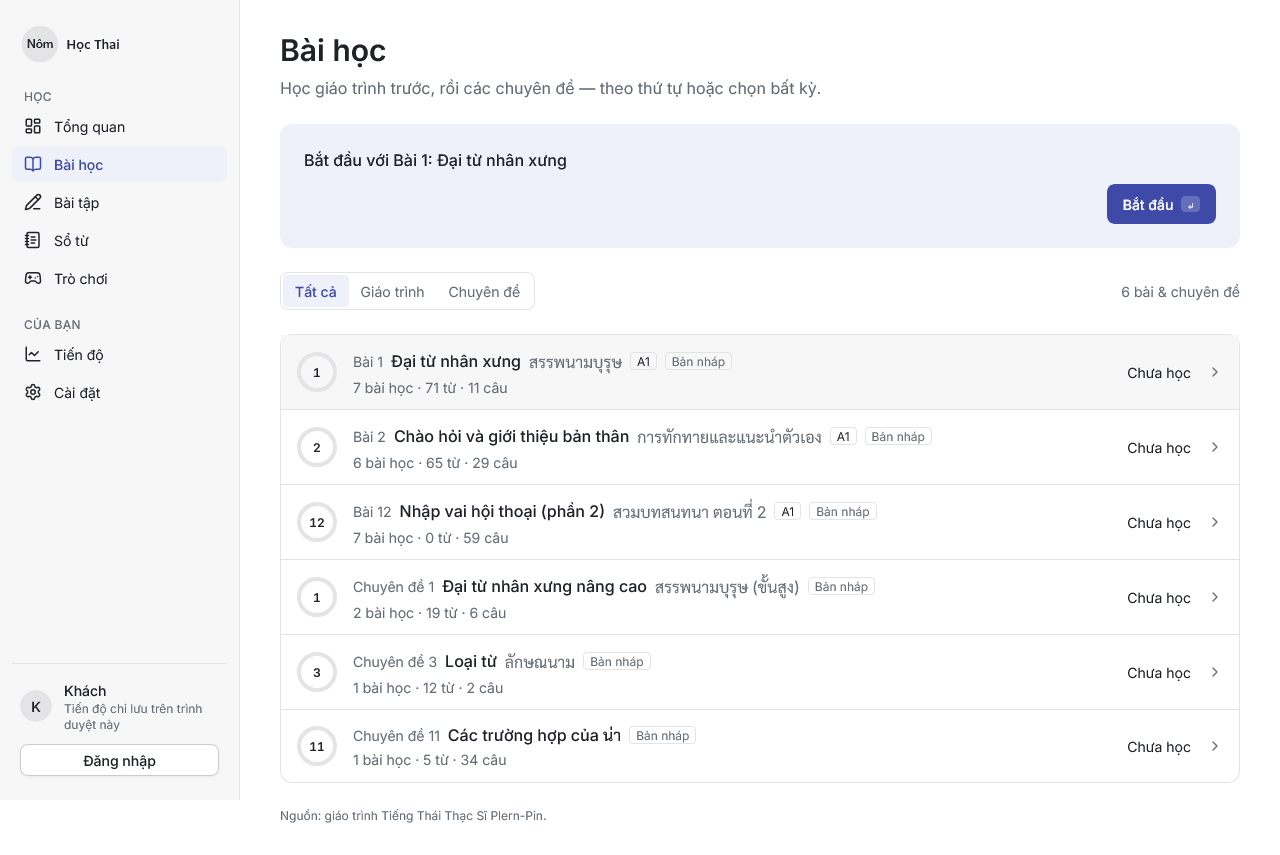 Nôm
Học Thai
HỌC
Tổng quan
Bài học
Bài tập
Sổ từ
Trò chơi
CỦA BẠN
Tiến độ
Cài đặt
K
Khách
Tiến độ chỉ lưu trên trình
duyệt này
Đăng nhập
Bài học
Học giáo trình trước, rồi các chuyên đề — theo thứ tự hoặc chọn bất kỳ.
Bắt đầu với Bài 1: Đại từ nhân xưng
Bắt đầu ↲
Tất cả Giáo trình Chuyên đề
6 bài & chuyên đề
1 Bài 1 Đại từ nhân xưng สรรพนามบุรุษ A1 Bản nháp
7 bài học · 71 từ · 11 câu
Chưa học
2 Bài 2 Chào hỏi và giới thiệu bản thân การทักทายและแนะนำตัวเอง A1 Bản nháp
6 bài học · 65 từ · 29 câu
Chưa học
12 Bài 12 Nhập vai hội thoại (phần 2) สวมบทสนทนา ตอนที่ 2 A1 Bản nháp
7 bài học · 0 từ · 59 câu
Chưa học
1 Chuyên đề 1 Đại từ nhân xưng nâng cao สรรพนามบุรุษ (ขั้นสูง) Bản nháp
2 bài học · 19 từ · 6 câu
Chưa học
3 Chuyên đề 3 Loại từ ลักษณนาม Bản nháp
1 bài học · 12 từ · 2 câu
Chưa học
11 Chuyên đề 11 Các trường hợp của น่า Bản nháp
1 bài học · 5 từ · 34 câu
Chưa học
Nguồn: giáo trình Tiếng Thái Thạc Sĩ Plern-Pin.